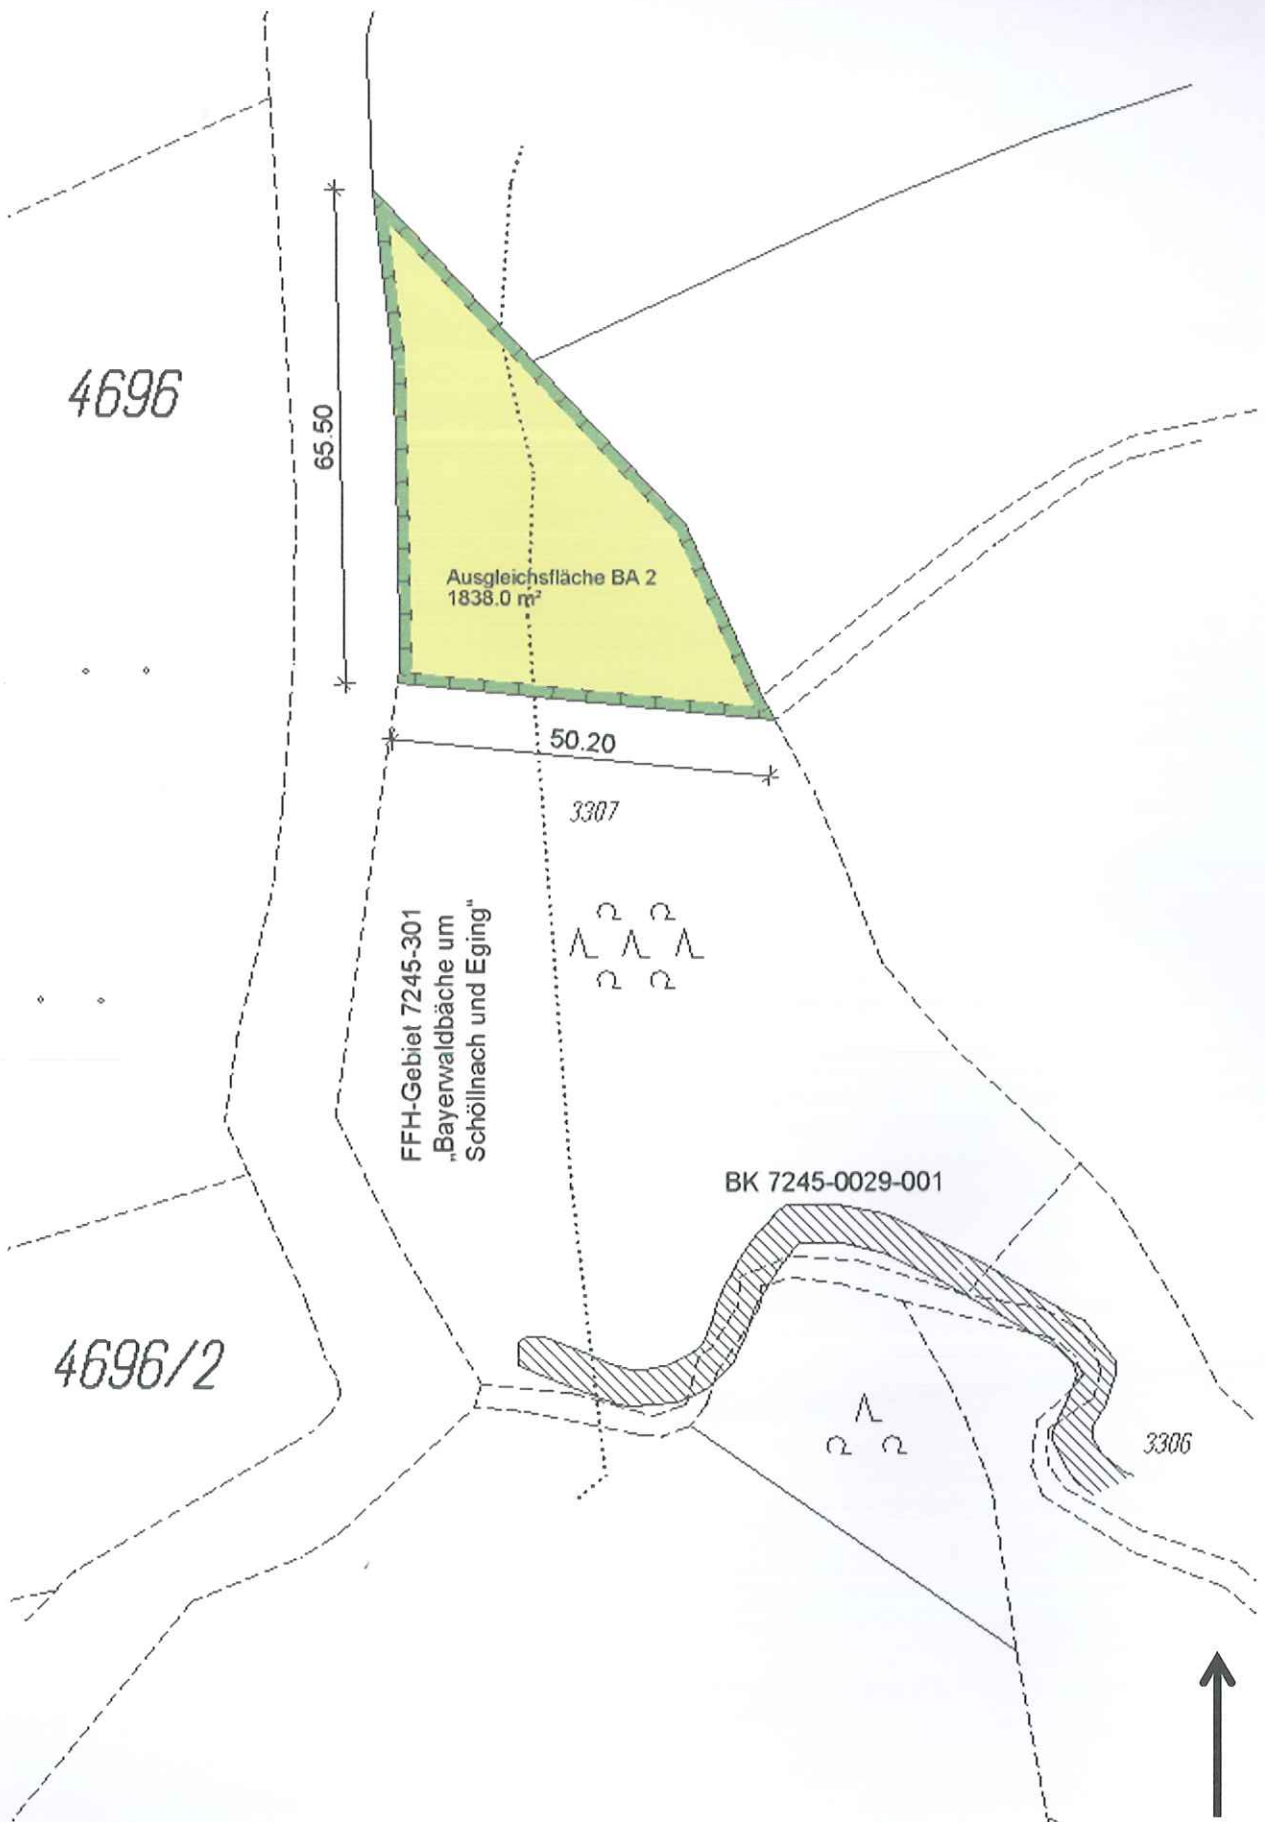 4696
65.50
Ausgleichsfläche BA 2
1838.0 m²
50.20
3307
FFH-Gebiet 7245-301
„Bayerwaldbäche um
Schöllnach und Eging“
BK 7245-0029-001
4696/2
3306